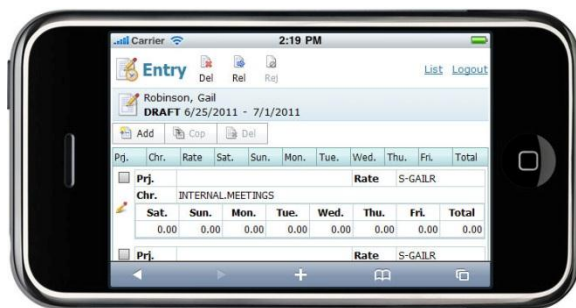 Carrier 2:19 PM
Entry Del Rel Rej List Logout
Robinson, Gail
DRAFT 6/25/2011 - 7/1/2011
Add Cop Del
Prj. Chr. Rate Sat. Sun. Mon. Tue. Wed. Thu. Fri. Total
Prj. Rate S-GAILR
Chr. INTERNAL.MEETINGS
Sat. Sun. Mon. Tue. Wed. Thu. Fri. Total
0.00 0.00 0.00 0.00 0.00 0.00 0.00 0.00
Prj. Rate S-GAILR